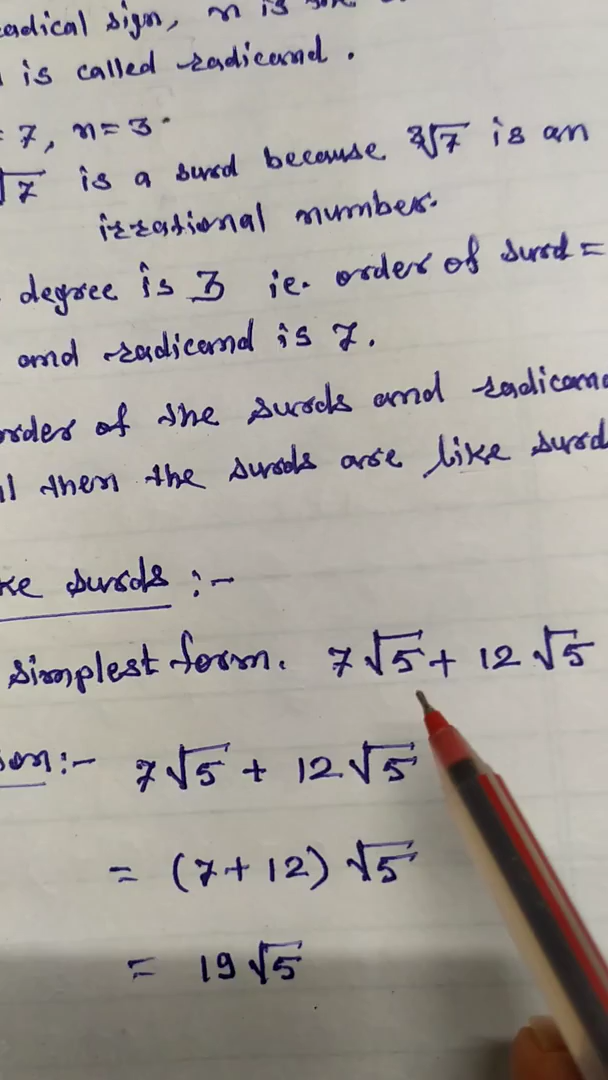 radical sign, n is
is called radicand.
= 7, n = 3.
√7 is a surd because ∛7 is an
irrational number.
degree is 3 ie. order of surd =
and radicand is 7.
order of the surds and radicand
then the surds are like surd
surds :-
simplest form. 7√5 + 12√5
:- 7√5 + 12√5
= (7+12) √5
= 19√5